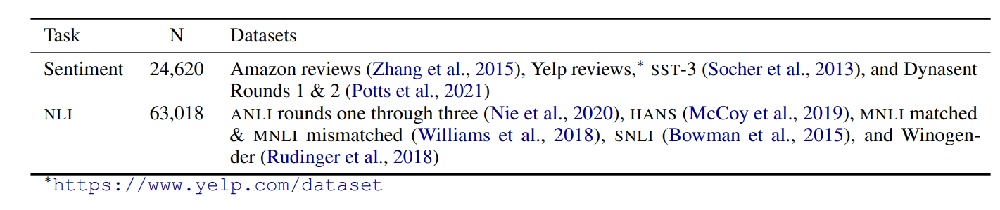 Task N Datasets
Sentiment 24,620 Amazon reviews (Zhang et al., 2015), Yelp reviews,* SST-3 (Socher et al., 2013), and Dynasent
Rounds 1 & 2 (Potts et al., 2021)
NLI 63,018 ANLI rounds one through three (Nie et al., 2020), HANS (McCoy et al., 2019), MNLI matched
& MNLI mismatched (Williams et al., 2018), SNLI (Bowman et al., 2015), and Winogen-
der (Rudinger et al., 2018)
*https://www.yelp.com/dataset